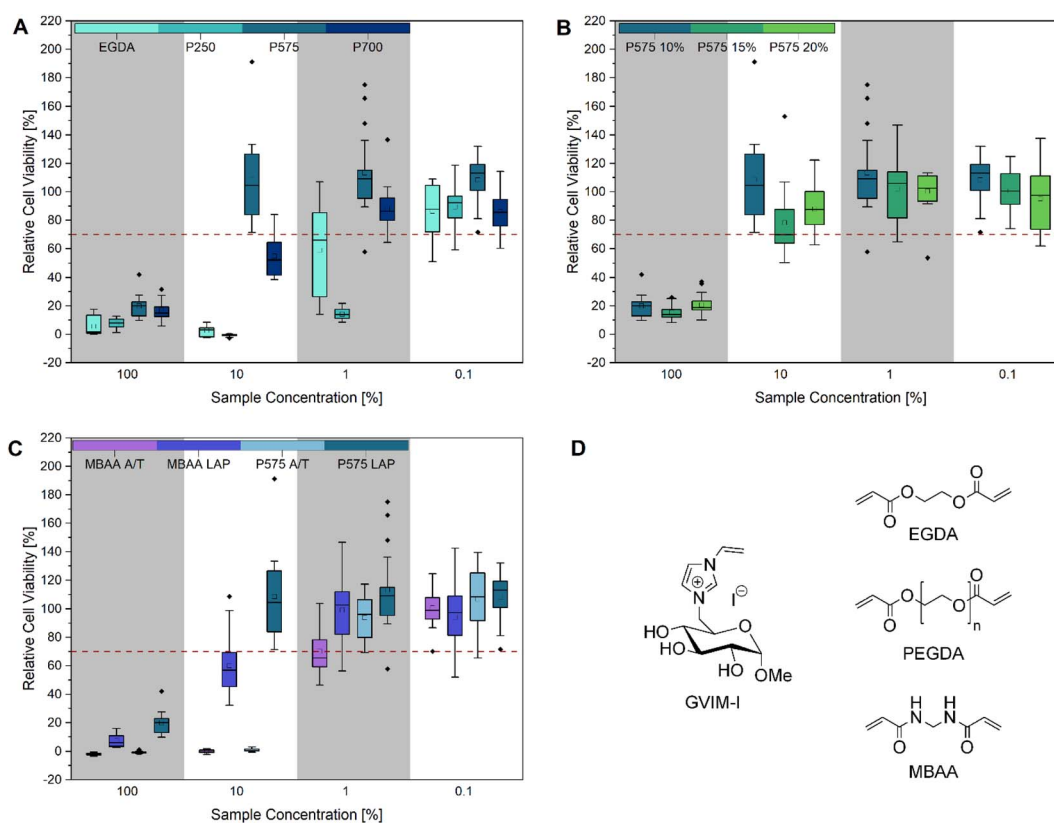 A
220
200
180
160
140
120
100
80
60
40
20
0
-20
Relative Cell Viability [%]
EGDA P250 P575 P700
100 10 1 0.1
Sample Concentration [%]
B
220
200
180
160
140
120
100
80
60
40
20
0
-20
Relative Cell Viability [%]
P575 10% P575 15% P575 20%
100 10 1 0.1
Sample Concentration [%]
C
220
200
180
160
140
120
100
80
60
40
20
0
-20
Relative Cell Viability [%]
MBAA A/T MBAA LAP P575 A/T P575 LAP
100 10 1 0.1
Sample Concentration [%]
D
N
+
N
I⊖
HO
HO
HO
O
OMe
GVIM-I
O
O
O
O
EGDA
O
O
O
O
n
PEGDA
H H
N N
O O
MBAA